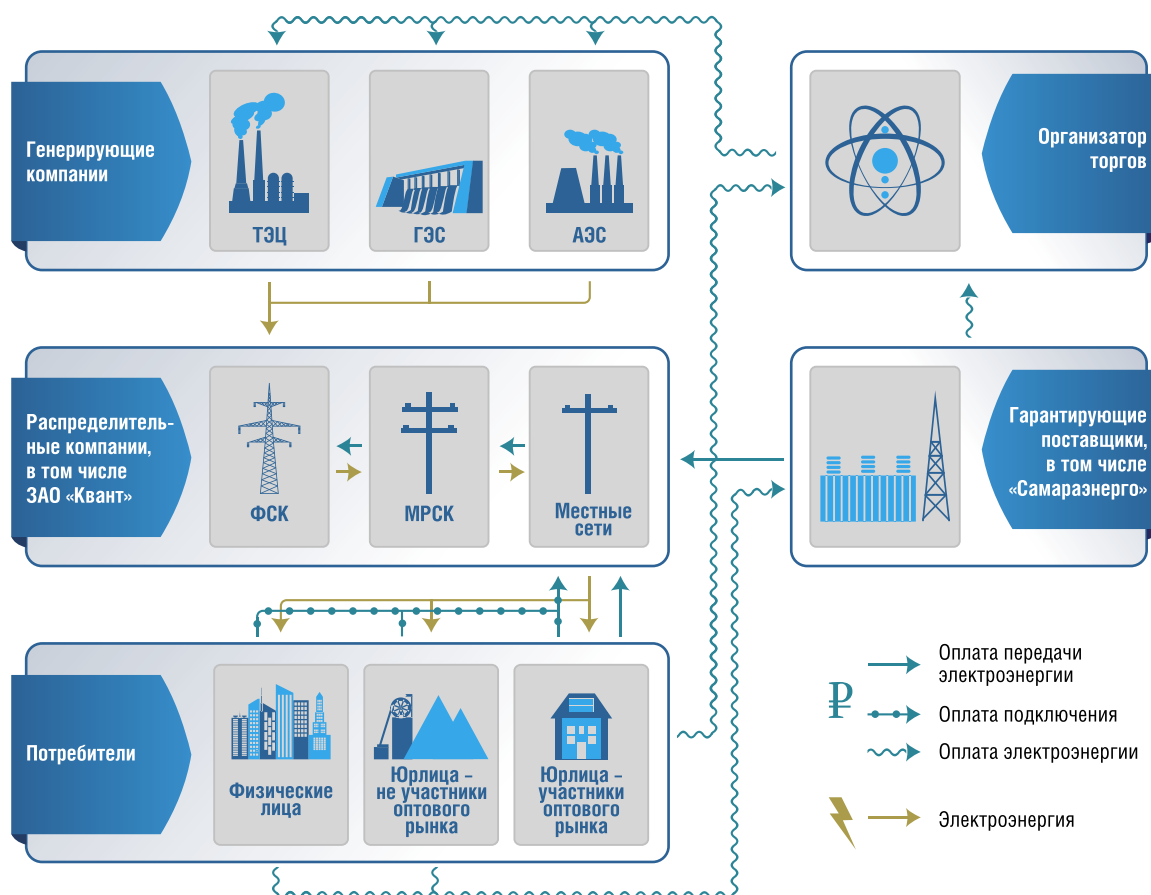 Генерирующие
компании
ТЭЦ
ГЭС
АЭС
Организатор
торгов
Распределитель-
ные компании,
в том числе
ЗАО «Квант»
ФСК
МРСК
Местные
сети
Гарантирующие
поставщики,
в том числе
«Самараэнерго»
Потребители
Физические
лица
Юрлица –
не участники
оптового
рынка
Юрлица –
участники
оптового
рынка
₽
Оплата передачи
электроэнергии
Оплата подключения
Оплата электроэнергии
Электроэнергия